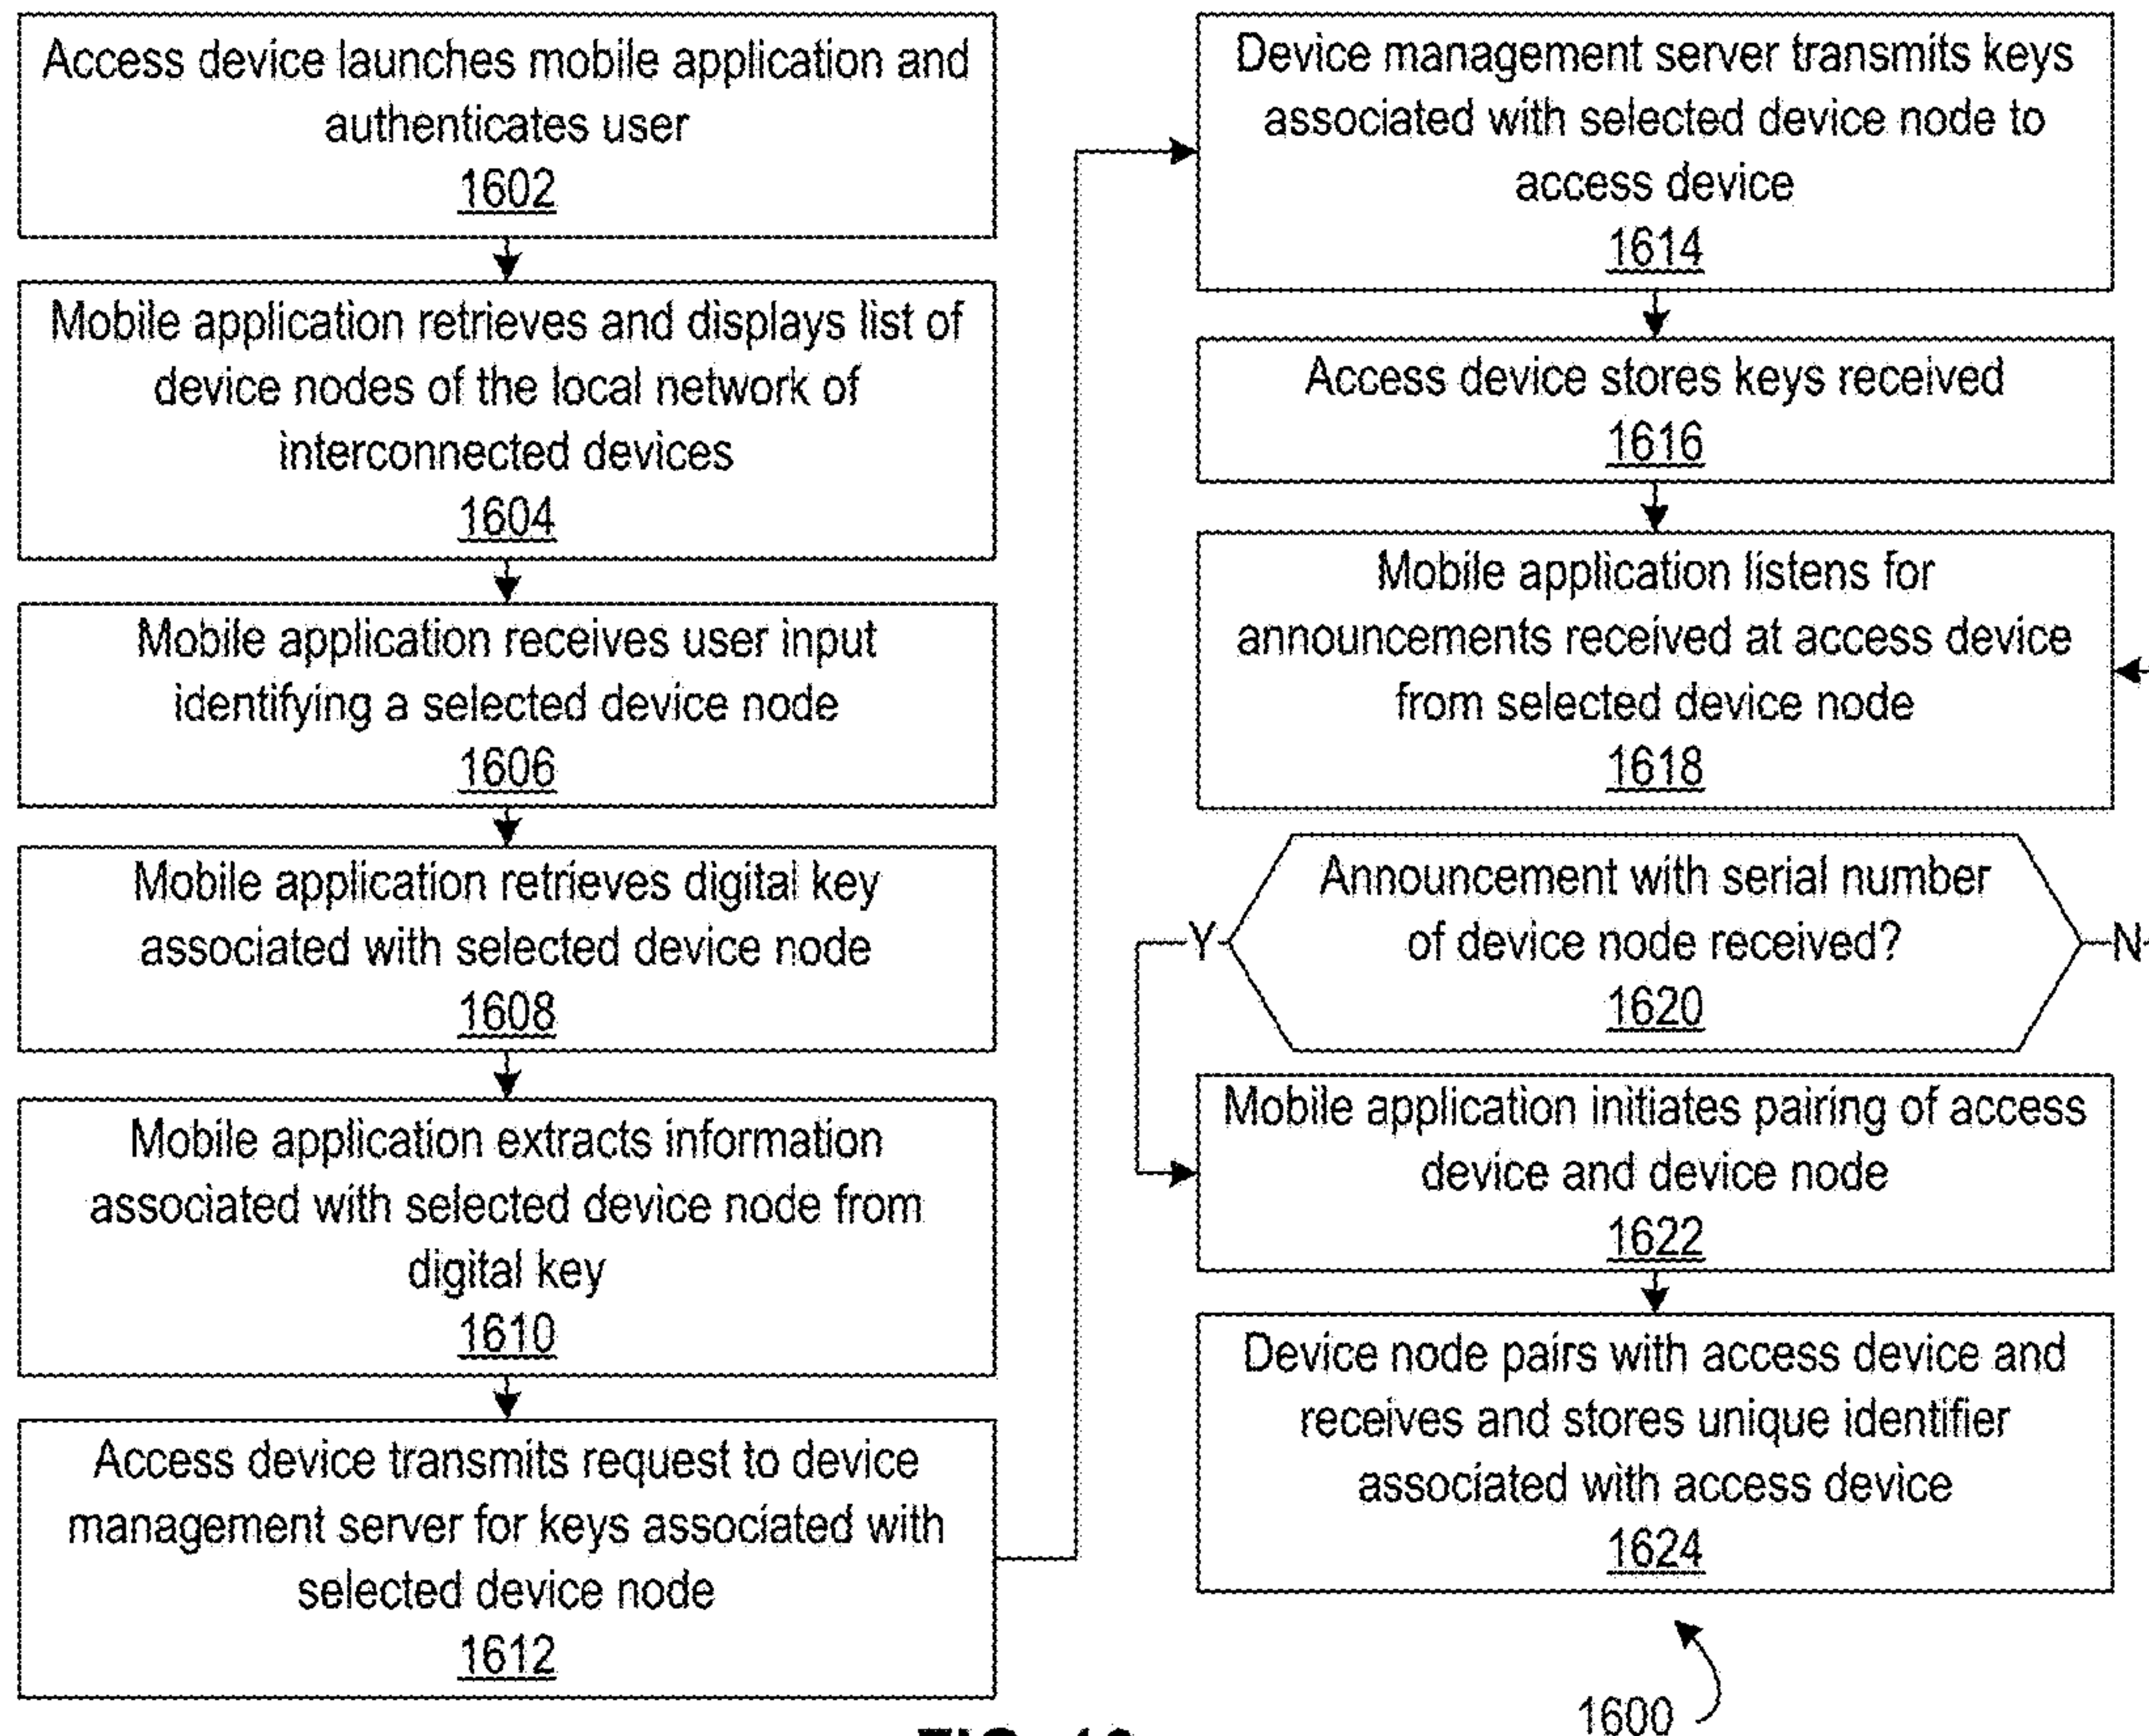 Access device launches mobile application and
authenticates user
1602
Mobile application retrieves and displays list of
device nodes of the local network of
interconnected devices
1604
Mobile application receives user input
identifying a selected device node
1606
Mobile application retrieves digital key
associated with selected device node
1608
Mobile application extracts information
associated with selected device node from
digital key
1610
Access device transmits request to device
management server for keys associated with
selected device node
1612
Device management server transmits keys
associated with selected device node to
access device
1614
Access device stores keys received
1616
Mobile application listens for
announcements received at access device
from selected device node
1618
Announcement with serial number
of device node received?
1620
Y
N
Mobile application initiates pairing of access
device and device node
1622
Device node pairs with access device and
receives and stores unique identifier
associated with access device
1624
1600